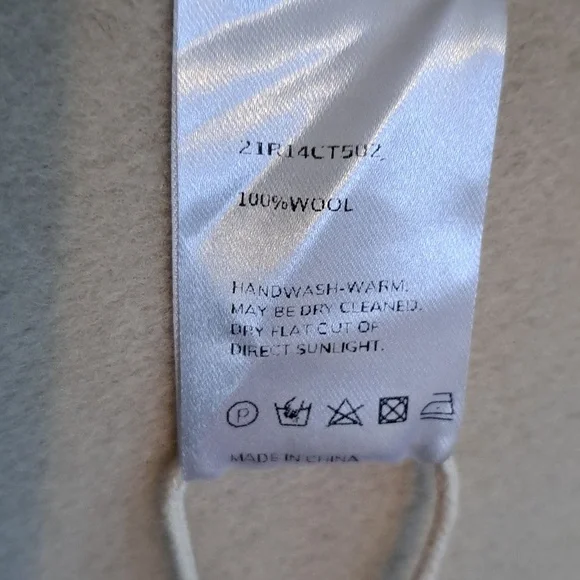 21R14CT502
100%WOOL
HANDWASH-WARM.
MAY BE DRY CLEANED.
DRY FLAT OUT OF
DIRECT SUNLIGHT.
P
MADE IN CHINA